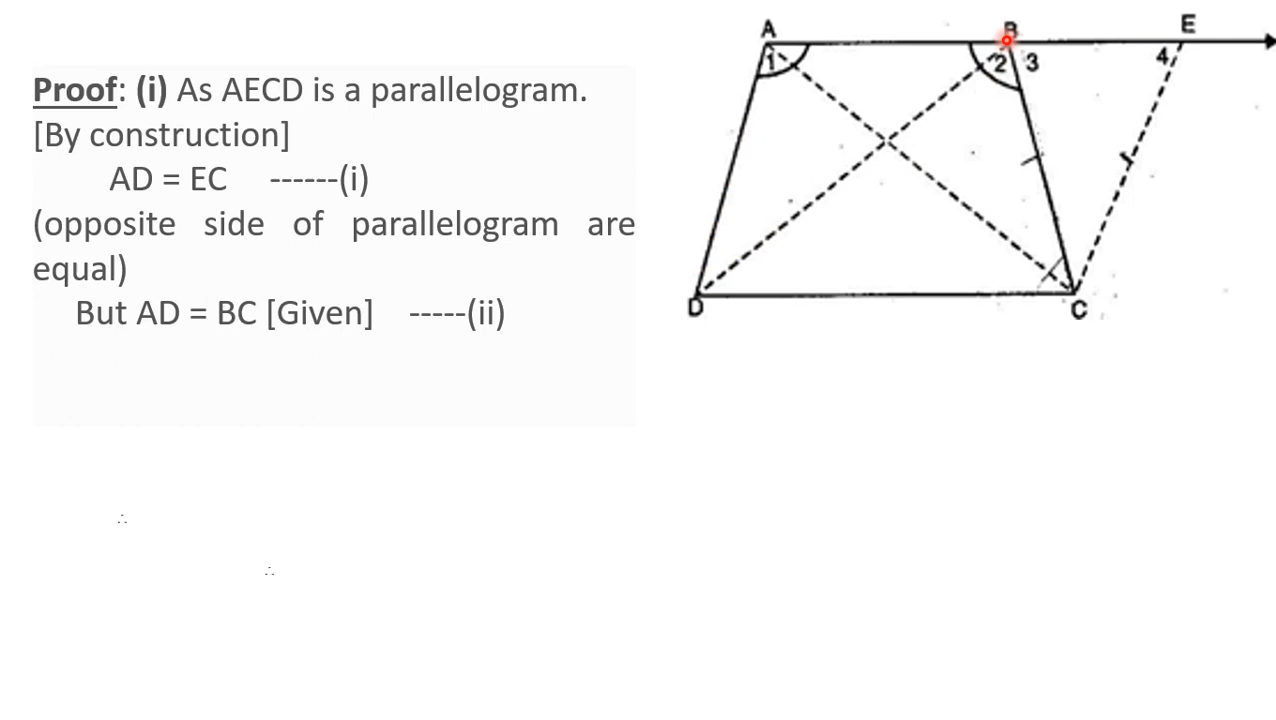 Proof: (i) As AECD is a parallelogram.
[By construction]
AD = EC ------(i)
(opposite side of parallelogram are
equal)
But AD = BC [Given] -----(ii)
∴
∴
A
B
E
1
2
3
4
D
C